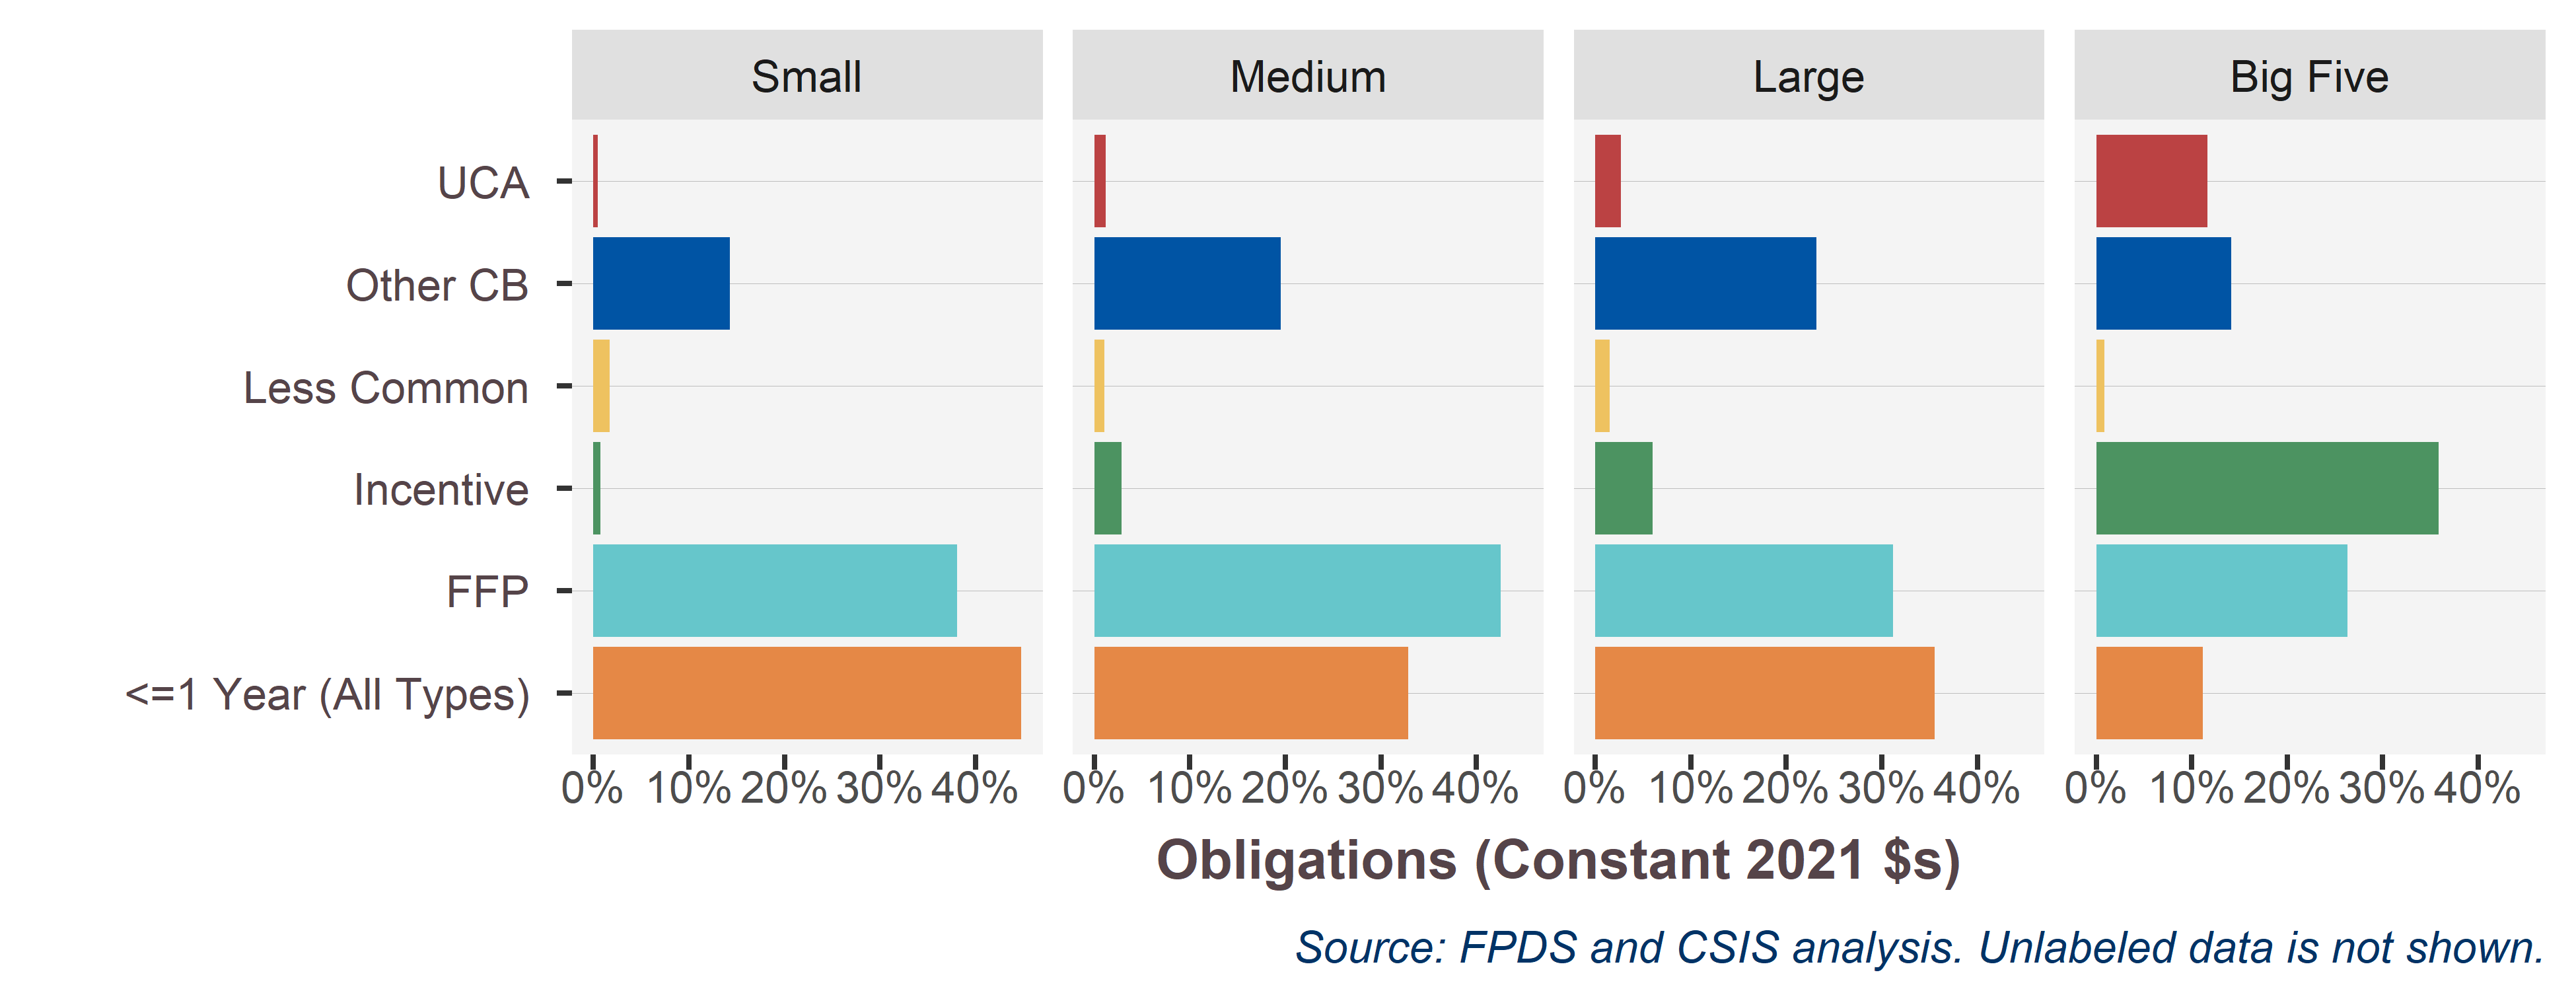 Small Medium Large Big Five
UCA
Other CB
Less Common
Incentive
FFP
<=1 Year (All Types)
0% 10% 20% 30% 40% 0% 10% 20% 30% 40% 0% 10% 20% 30% 40% 0% 10% 20% 30% 40%
Obligations (Constant 2021 $s)
Source: FPDS and CSIS analysis. Unlabeled data is not shown.